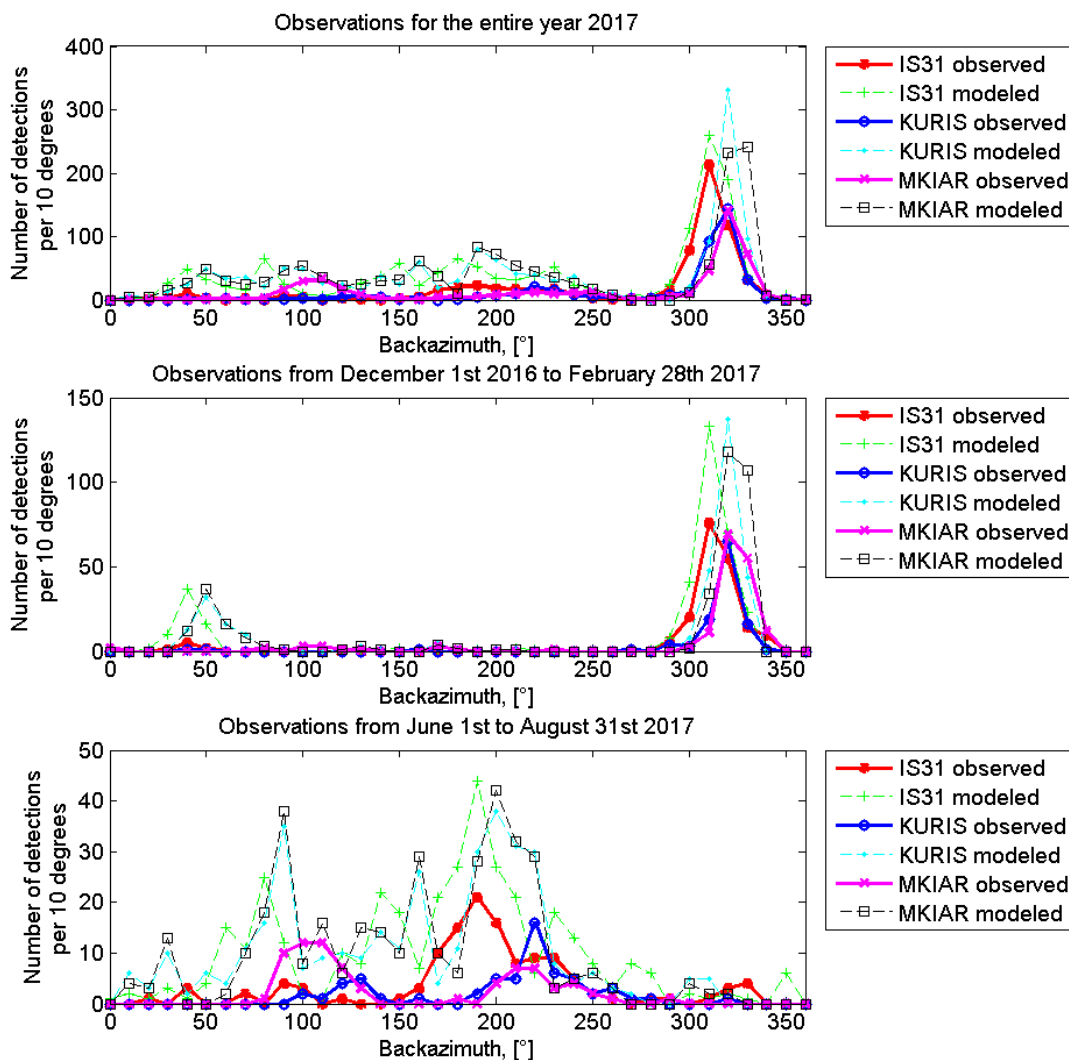 Observations for the entire year 2017
Number of detections
per 10 degrees
400
300
200
100
0
0 50 100 150 200 250 300 350
Backazimuth, [°]
IS31 observed
IS31 modeled
KURIS observed
KURIS modeled
MKIAR observed
MKIAR modeled
Observations from December 1st 2016 to February 28th 2017
Number of detections
per 10 degrees
150
100
50
0
0 50 100 150 200 250 300 350
Backazimuth, [°]
IS31 observed
IS31 modeled
KURIS observed
KURIS modeled
MKIAR observed
MKIAR modeled
Observations from June 1st to August 31st 2017
Number of detections
per 10 degrees
50
40
30
20
10
0
0 50 100 150 200 250 300 350
Backazimuth, [°]
IS31 observed
IS31 modeled
KURIS observed
KURIS modeled
MKIAR observed
MKIAR modeled